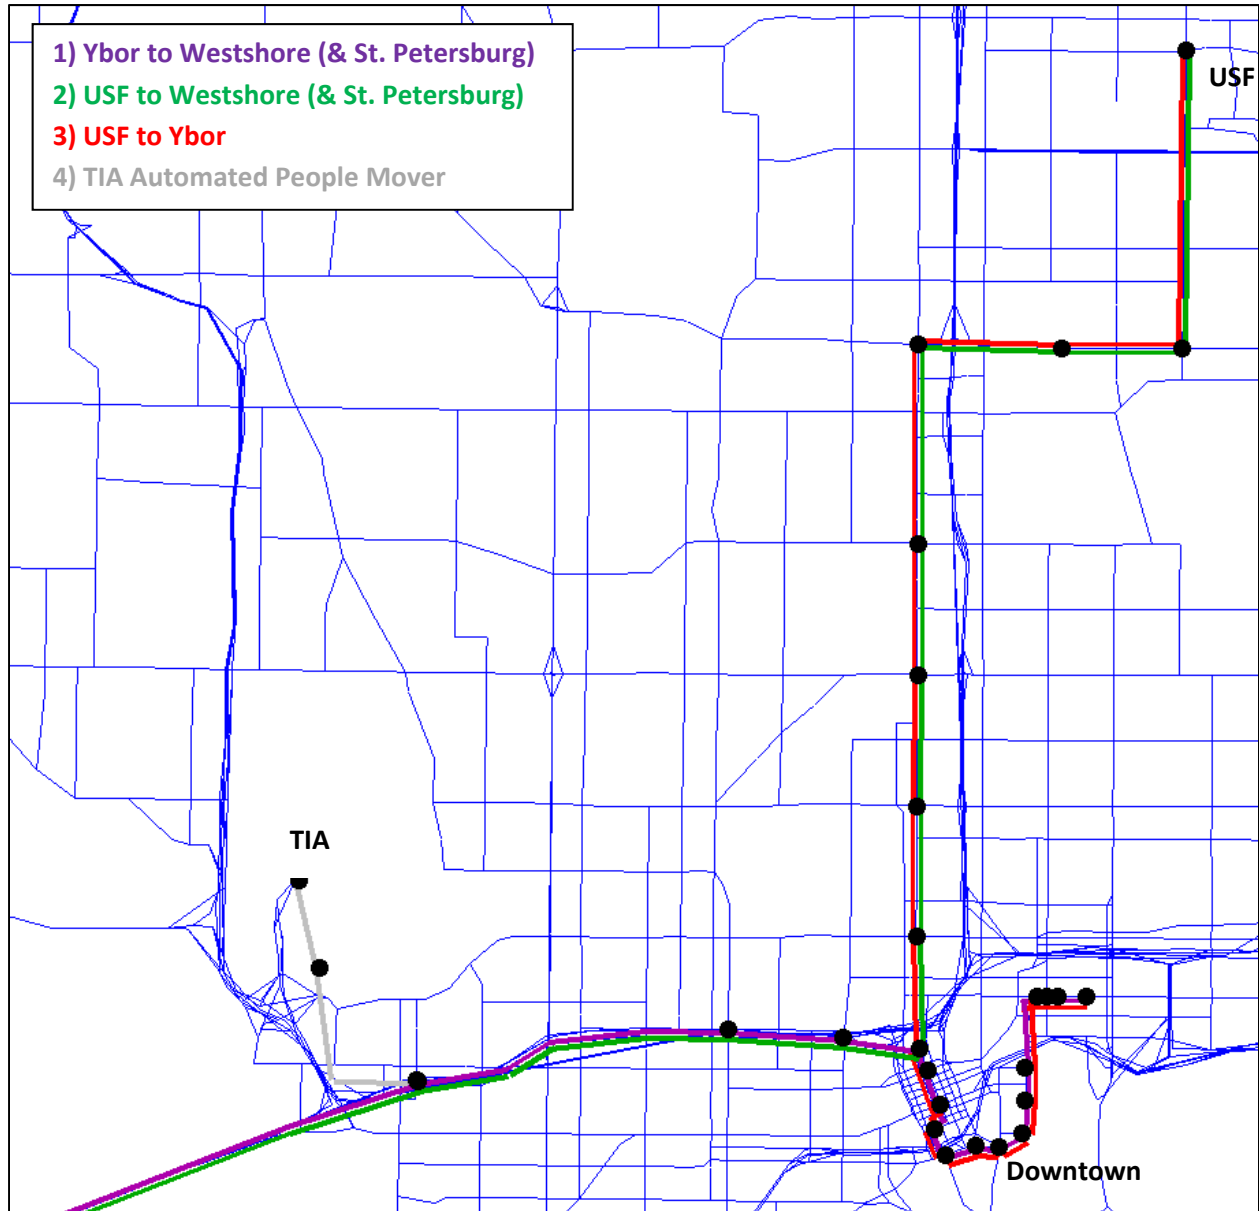 1) Ybor to Westshore (& St. Petersburg)
2) USF to Westshore (& St. Petersburg)
3) USF to Ybor
4) TIA Automated People Mover
USF
TIA
Downtown